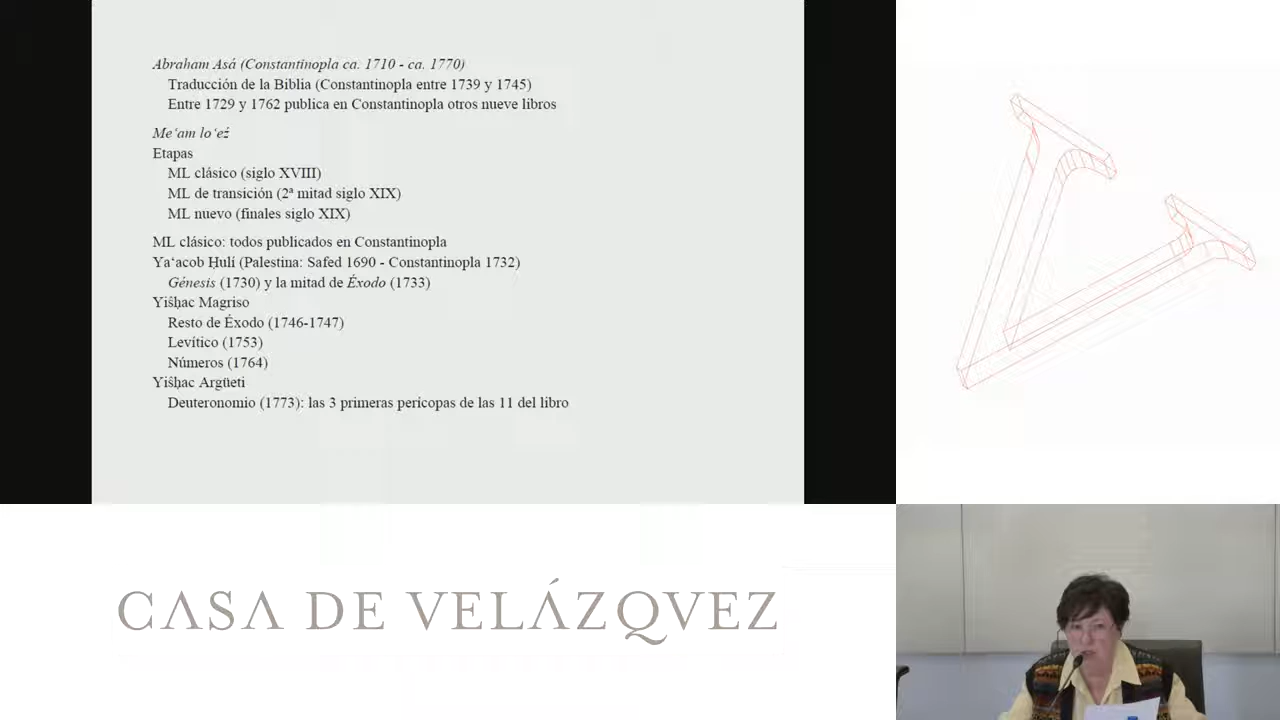 Abraham Asá (Constantinopla ca. 1710 - ca. 1770)
Traducción de la Biblia (Constantinopla entre 1739 y 1745)
Entre 1729 y 1762 publica en Constantinopla otros nueve libros
Me‘am lo‘eź
Etapas
ML clásico (siglo XVIII)
ML de transición (2ª mitad siglo XIX)
ML nuevo (finales siglo XIX)
ML clásico: todos publicados en Constantinopla
Ya‘acob Ḥulí (Palestina: Safed 1690 - Constantinopla 1732)
Génesis (1730) y la mitad de Éxodo (1733)
Yiŝḥac Magriso
Resto de Éxodo (1746-1747)
Levítico (1753)
Números (1764)
Yiŝḥac Argüeti
Deuteronomio (1773): las 3 primeras perícopas de las 11 del libro
CASA DE VELÁZQVEZ